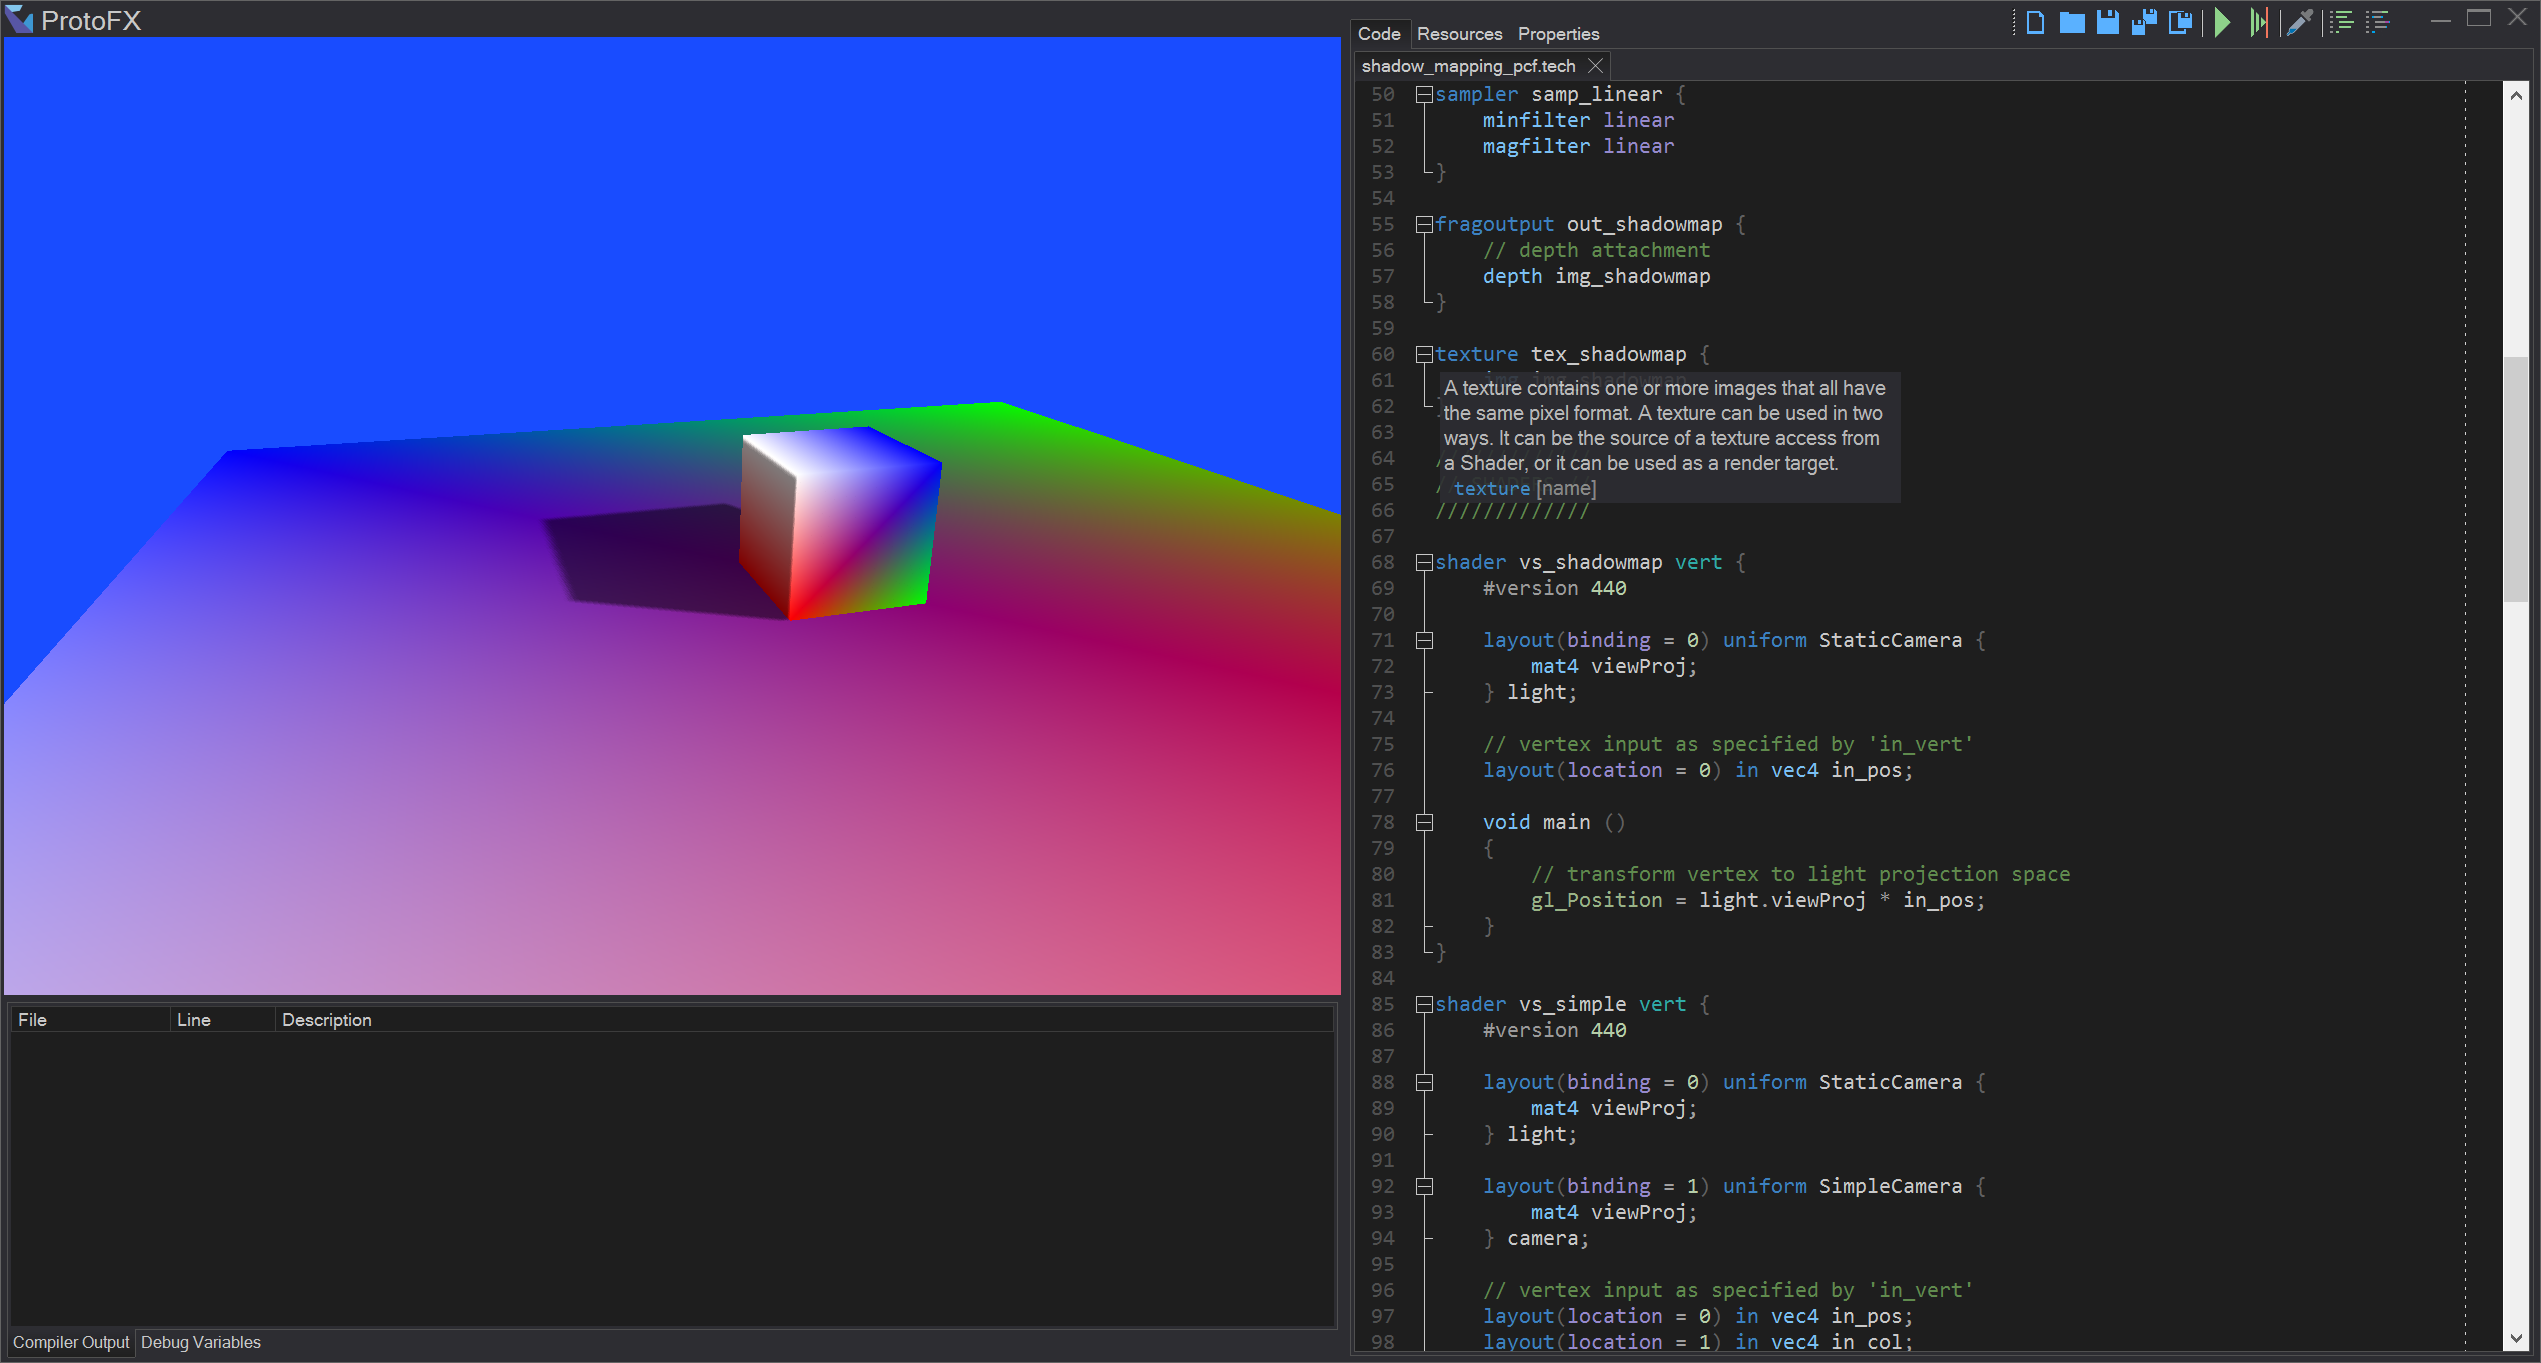 ProtoFX
Code Resources Properties
shadow_mapping_pcf.tech
50 sampler samp_linear {
51 minfilter linear
52 magfilter linear
53 }
54
55 fragoutput out_shadowmap {
56 // depth attachment
57 depth img_shadowmap
58 }
59
60 texture tex_shadowmap {
61 img img_shadowmap
62
A texture contains one or more images that all have
the same pixel format. A texture can be used in two
ways. It can be the source of a texture access from
a Shader, or it can be used as a render target.
texture [name]
63
64
65
66 /////////////
67
68 shader vs_shadowmap vert {
69 #version 440
70
71 layout(binding = 0) uniform StaticCamera {
72 mat4 viewProj;
73 } light;
74
75 // vertex input as specified by 'in_vert'
76 layout(location = 0) in vec4 in_pos;
77
78 void main ()
79 {
80 // transform vertex to light projection space
81 gl_Position = light.viewProj * in_pos;
82 }
83 }
84
85 shader vs_simple vert {
86 #version 440
87
88 layout(binding = 0) uniform StaticCamera {
89 mat4 viewProj;
90 } light;
91
92 layout(binding = 1) uniform SimpleCamera {
93 mat4 viewProj;
94 } camera;
95
96 // vertex input as specified by 'in_vert'
97 layout(location = 0) in vec4 in_pos;
98 layout(location = 1) in vec4 in_col;
File Line Description
Compiler Output Debug Variables